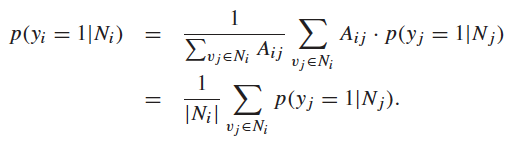 p(y_i = 1|N_i) = \frac{1}{\sum_{v_j \in N_i} A_{ij}} \sum_{v_j \in N_i} A_{ij} \cdot p(y_j = 1|N_j)
= \frac{1}{|N_i|} \sum_{v_j \in N_i} p(y_j = 1|N_j).